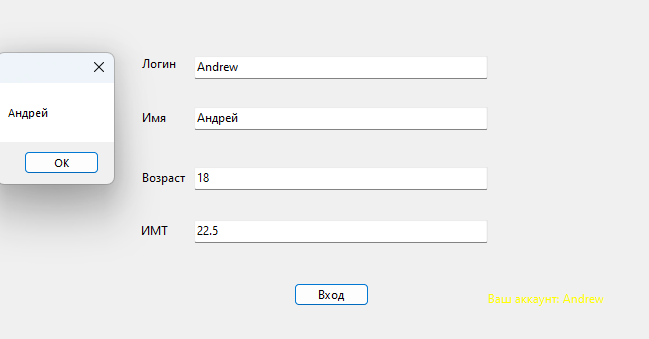 Логин
Andrew
Андрей
Имя
Андрей
OK
Возраст
18
ИМТ
22.5
Вход
Ваш аккаунт: Andrew